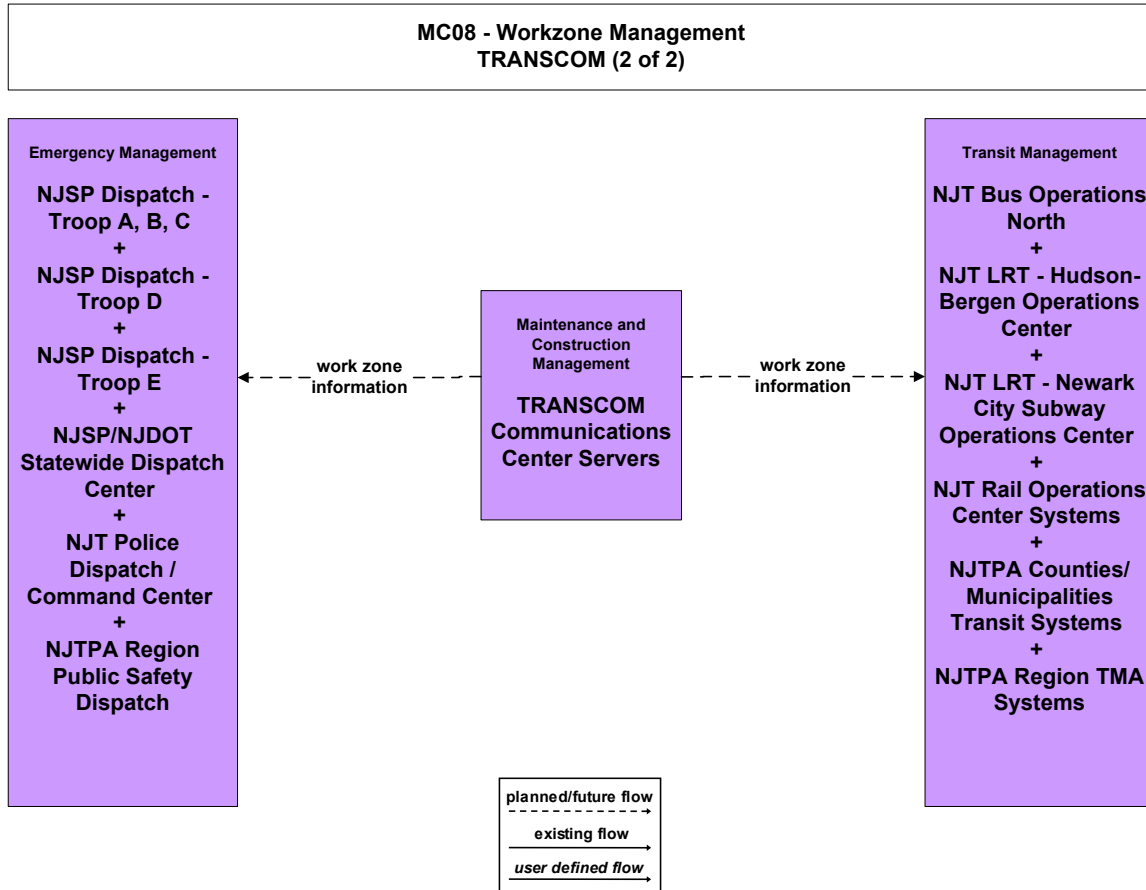 MC08 - Workzone Management
TRANSCOM (2 of 2)
Emergency Management
NJSP Dispatch -
Troop A, B, C
+
NJSP Dispatch -
Troop D
+
NJSP Dispatch -
Troop E
+
NJSP/NJDOT
Statewide Dispatch
Center
+
NJT Police
Dispatch /
Command Center
+
NJTPA Region
Public Safety
Dispatch
work zone
information
Maintenance and
Construction
Management
TRANSCOM
Communications
Center Servers
work zone
information
Transit Management
NJT Bus Operations
North
+
NJT LRT - Hudson-
Bergen Operations
Center
+
NJT LRT - Newark
City Subway
Operations Center
+
NJT Rail Operations
Center Systems
+
NJTPA Counties/
Municipalities
Transit Systems
+
NJTPA Region TMA
Systems
planned/future flow
existing flow
user defined flow